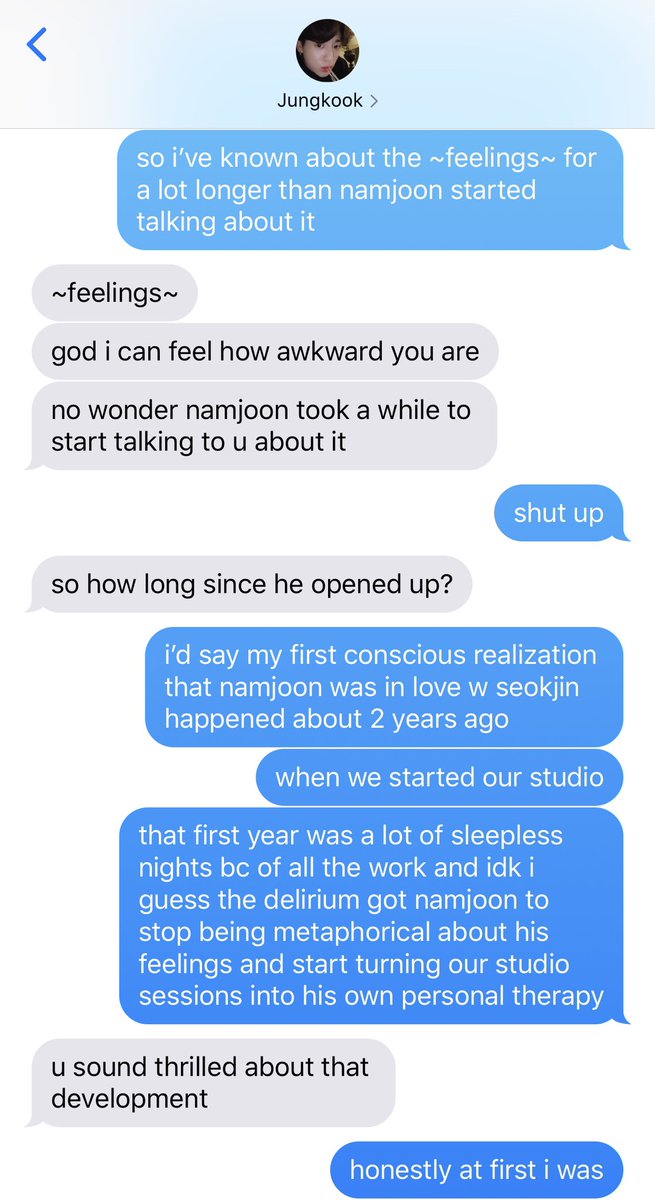 Jungkook
so i’ve known about the ~feelings~ for
a lot longer than namjoon started
talking about it
~feelings~
god i can feel how awkward you are
no wonder namjoon took a while to
start talking to u about it
shut up
so how long since he opened up?
i’d say my first conscious realization
that namjoon was in love w seokjin
happened about 2 years ago
when we started our studio
that first year was a lot of sleepless
nights bc of all the work and idk i
guess the delirium got namjoon to
stop being metaphorical about his
feelings and start turning our studio
sessions into his own personal therapy
u sound thrilled about that
development
honestly at first i was